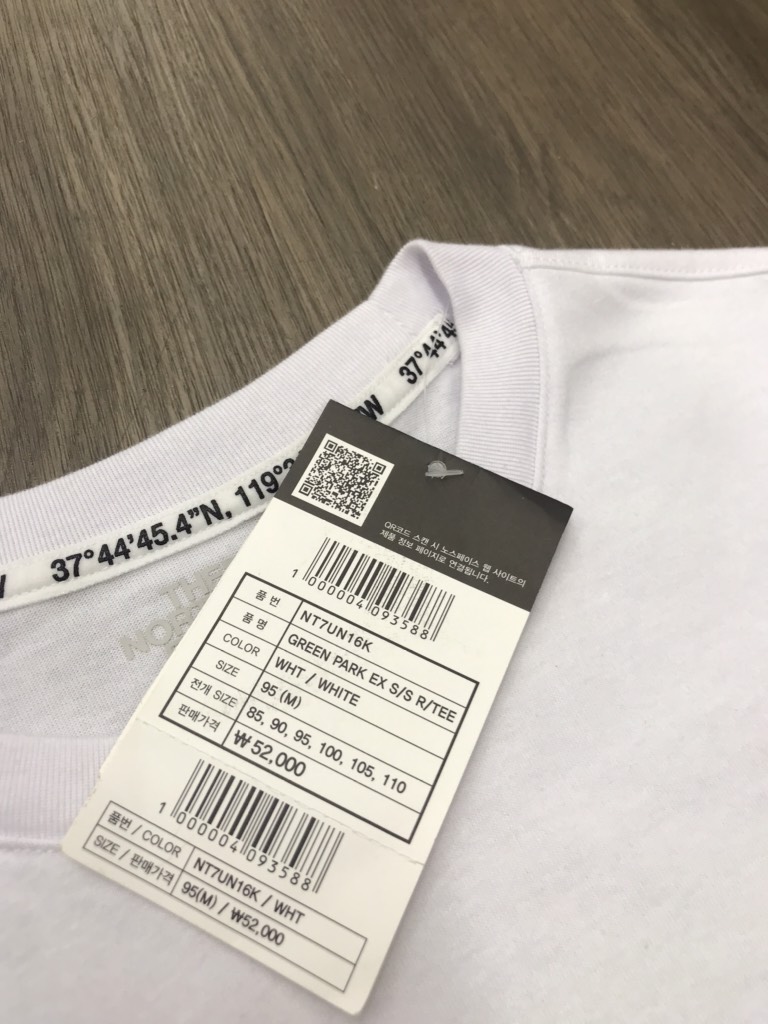 37°44'4
W
37°44'45.4"N, 119°3
W
TH
NOR
QR코드 스캔 시 노스페이스 웹 사이트의
제품 정보 페이지로 연결됩니다.
1 000004 093588
품번 NT7UN16K
품명 GREEN PARK EX S/S R/TEE
COLOR WHT / WHITE
SIZE 95 (M)
전개 SIZE 85, 90, 95, 100, 105, 110
판매가격 ₩52,000
1 000004 093588
품번 / COLOR NT7UN16K / WHT
SIZE / 판매가격 95(M) / ₩52,000